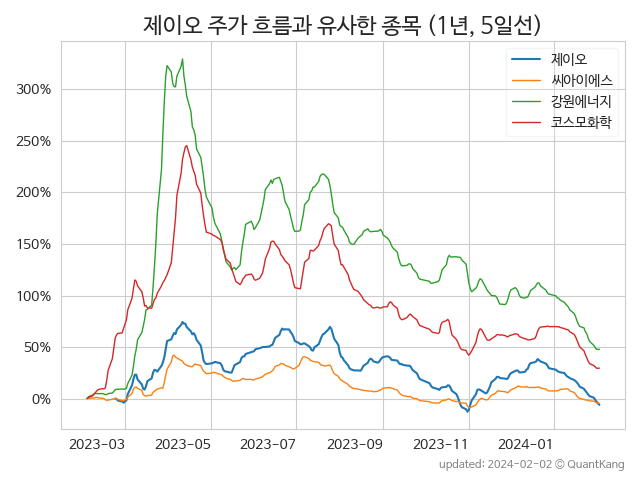 제이오 주가 흐름과 유사한 종목 (1년, 5일선)
제이오
씨아이에스
강원에너지
코스모화학
300%
250%
200%
150%
100%
50%
0%
2023-03 2023-05 2023-07 2023-09 2023-11 2024-01
updated: 2024-02-02 © QuantKang